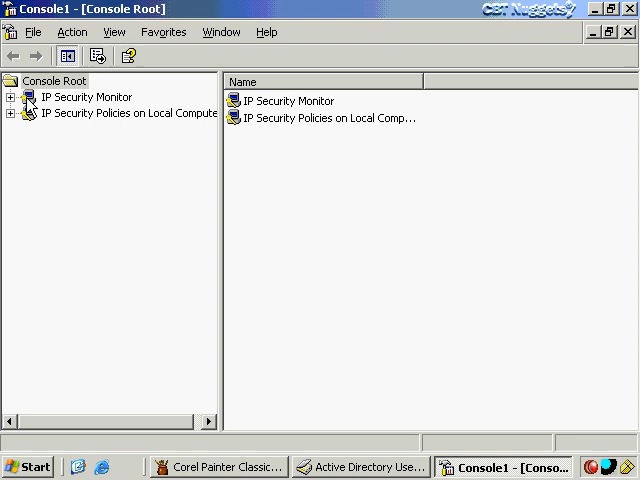 Console1 - [Console Root]
CBT Nuggets
File Action View Favorites Window Help
Console Root
IP Security Monitor
IP Security Policies on Local Compute
Name
IP Security Monitor
IP Security Policies on Local Comp...
Start
Corel Painter Classic...
Active Directory Use...
Console1 - [Conso...